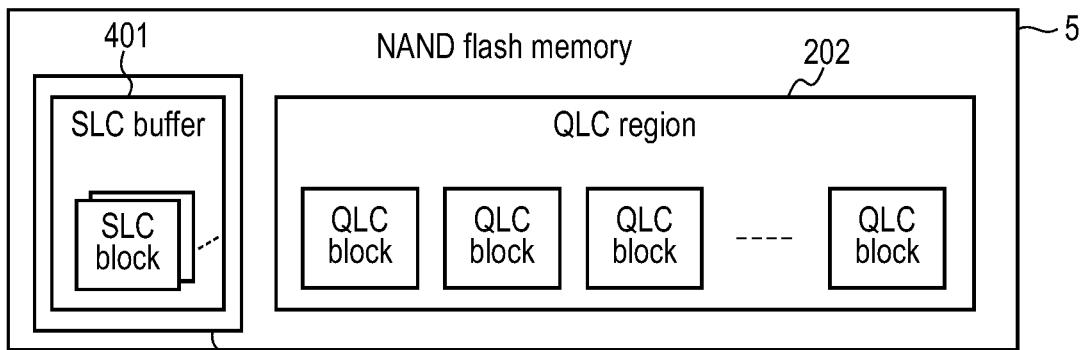 401
NAND flash memory
5
202
SLC buffer
QLC region
SLC
block
QLC
block
QLC
block
QLC
block
QLC
block